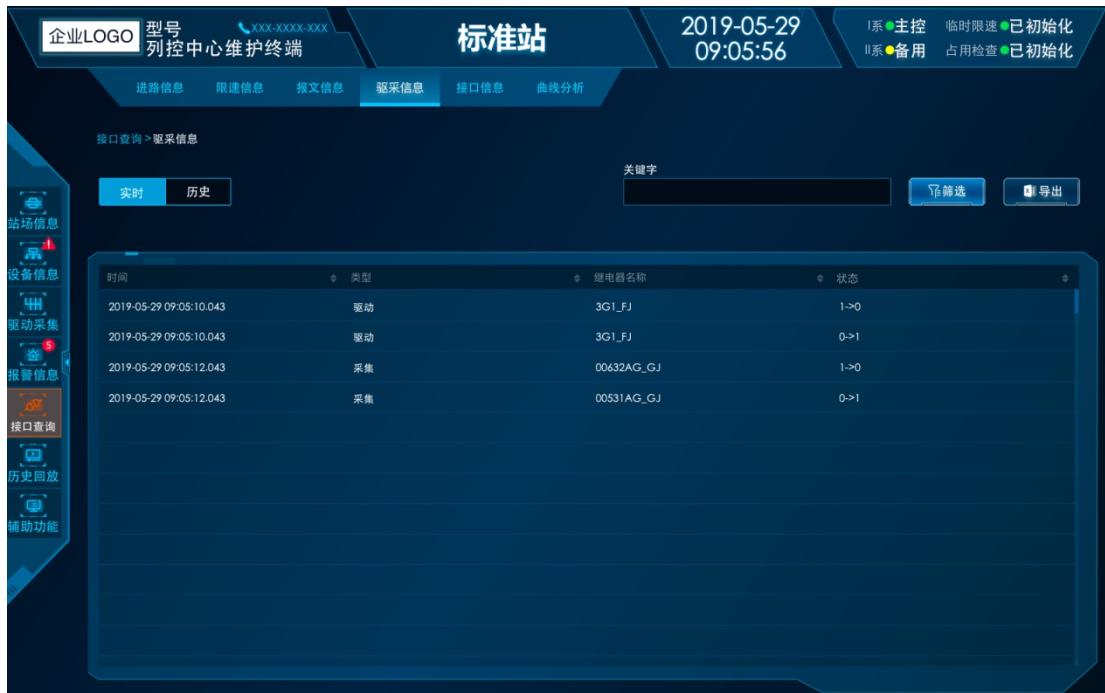 企业LOGO
型号
列控中心维护终端
XXX-XXXX-XXX
标准站
2019-05-29
09:05:56
I系 主控 临时限速 已初始化
II系 备用 占用检查 已初始化
进路信息 限速信息 报文信息 驱采信息 接口信息 曲线分析
接口查询>驱采信息
关键字
实时 历史 筛选 导出
站场信息
设备信息
驱动采集
5
报警信息
接口查询
历史回放
辅助功能
时间 类型 继电器名称 状态
2019-05-29 09:05:10.043 驱动 3G1_FJ 1->0
2019-05-29 09:05:10.043 驱动 3G1_FJ 0->1
2019-05-29 09:05:12.043 采集 00632AG_GJ 1->0
2019-05-29 09:05:12.043 采集 00531AG_GJ 0->1